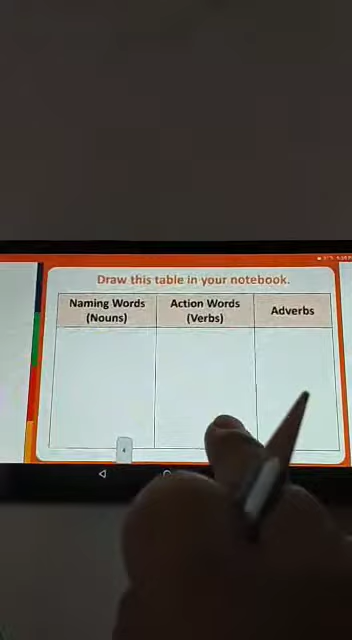 Draw this table in your notebook.
Naming Words (Nouns)
Action Words (Verbs)
Adverbs